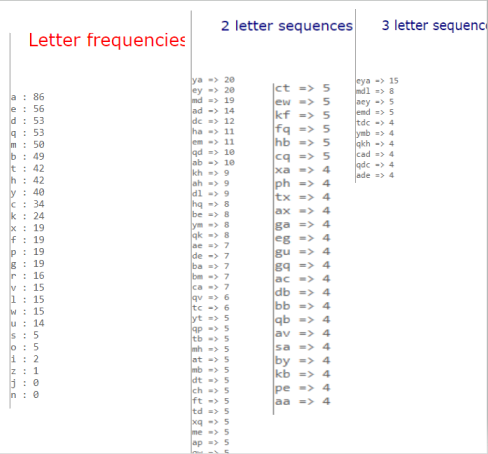 Letter frequencies
a : 86
e : 56
d : 53
q : 53
m : 50
b : 49
t : 42
h : 42
y : 40
c : 34
k : 24
x : 19
f : 19
p : 19
g : 19
r : 16
v : 15
l : 15
w : 15
u : 14
s : 5
o : 5
i : 2
z : 1
j : 0
n : 0
2 letter sequences
ya => 20
ey => 20
md => 19
ad => 14
dc => 12
ha => 11
em => 11
qd => 10
ab => 10
kh => 9
ah => 9
dl => 9
hq => 8
be => 8
ym => 8
qk => 8
ae => 7
de => 7
ba => 7
bm => 7
ca => 7
qv => 6
tc => 6
yt => 5
qp => 5
tb => 5
mh => 5
at => 5
mb => 5
dt => 5
ch => 5
ft => 5
td => 5
xq => 5
me => 5
ap => 5
ct => 5
ew => 5
kf => 5
fq => 5
hb => 5
cq => 5
xa => 4
ph => 4
tx => 4
ax => 4
ga => 4
eg => 4
gu => 4
gq => 4
ac => 4
db => 4
bb => 4
qb => 4
av => 4
sa => 4
by => 4
kb => 4
pe => 4
aa => 4
3 letter sequenc
eya => 15
mdl => 8
aey => 5
emd => 5
tdc => 4
ymb => 4
qkh => 4
cad => 4
qdc => 4
ade => 4